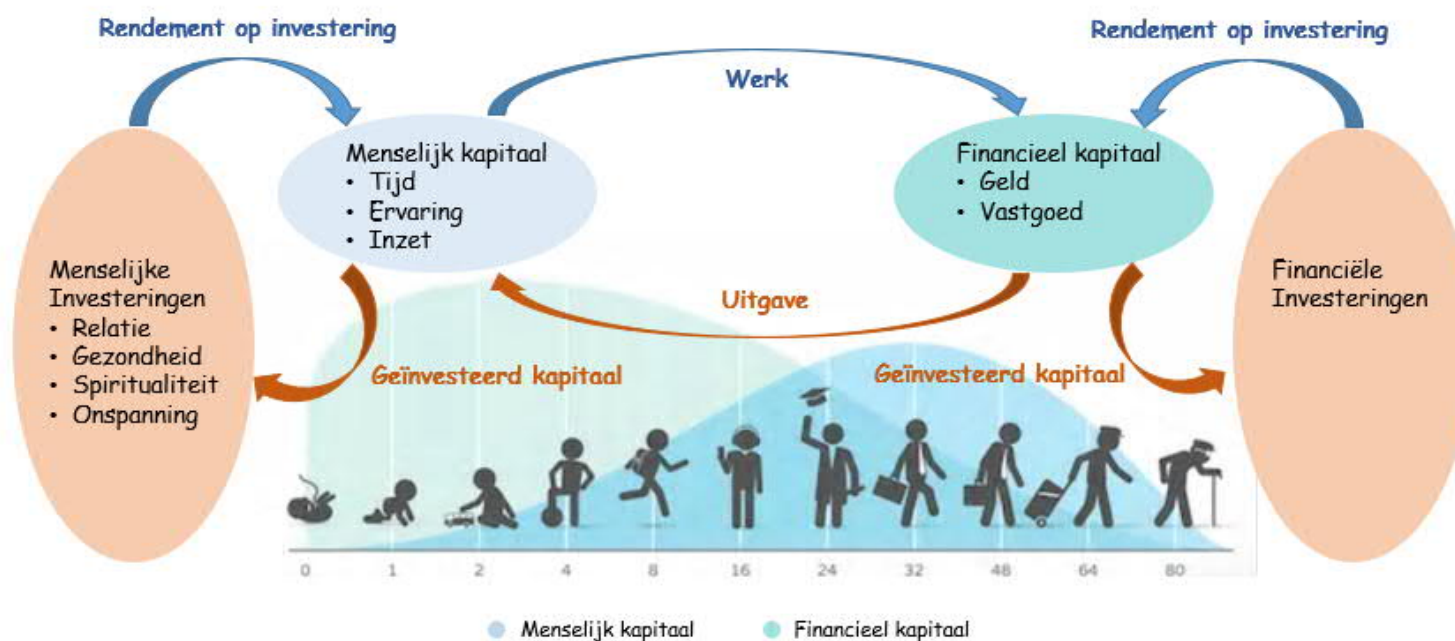 Rendement op investering
Rendement op investering
Werk
Menselijk kapitaal
• Tijd
• Ervaring
• Inzet
Financieel kapitaal
• Geld
• Vastgoed
Menselijke
Investeringen
• Relatie
• Gezondheid
• Spiritualiteit
• Onspanning
Financiële
Investeringen
Uitgave
Geïnvesteerd kapitaal
Geïnvesteerd kapitaal
0 1 2 4 8 16 24 32 48 64 80
Menselijk kapitaal Financieel kapitaal